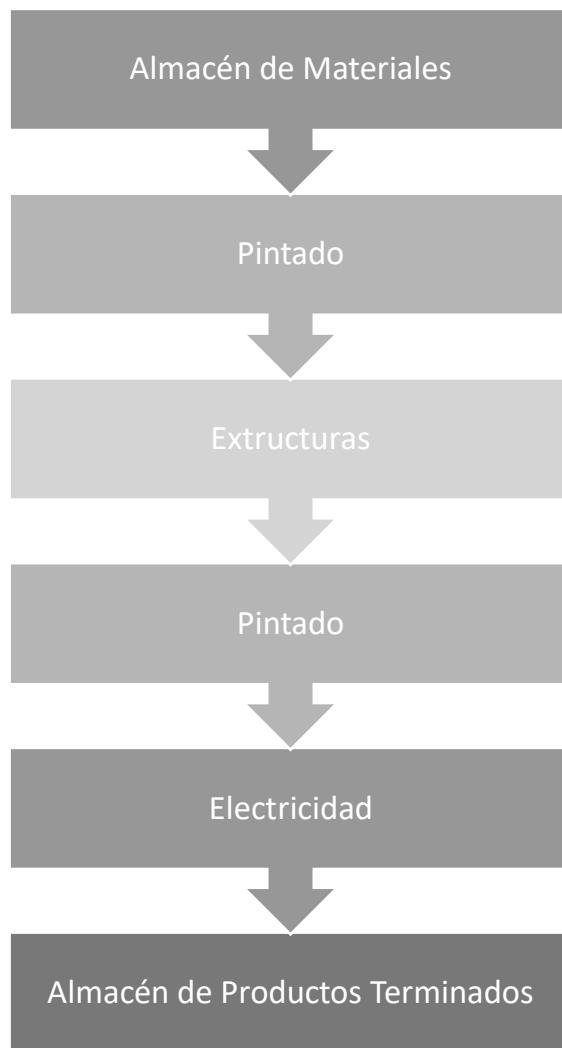 Almacén de Materiales
Pintado
Extructuras
Pintado
Electricidad
Almacén de Productos Terminados